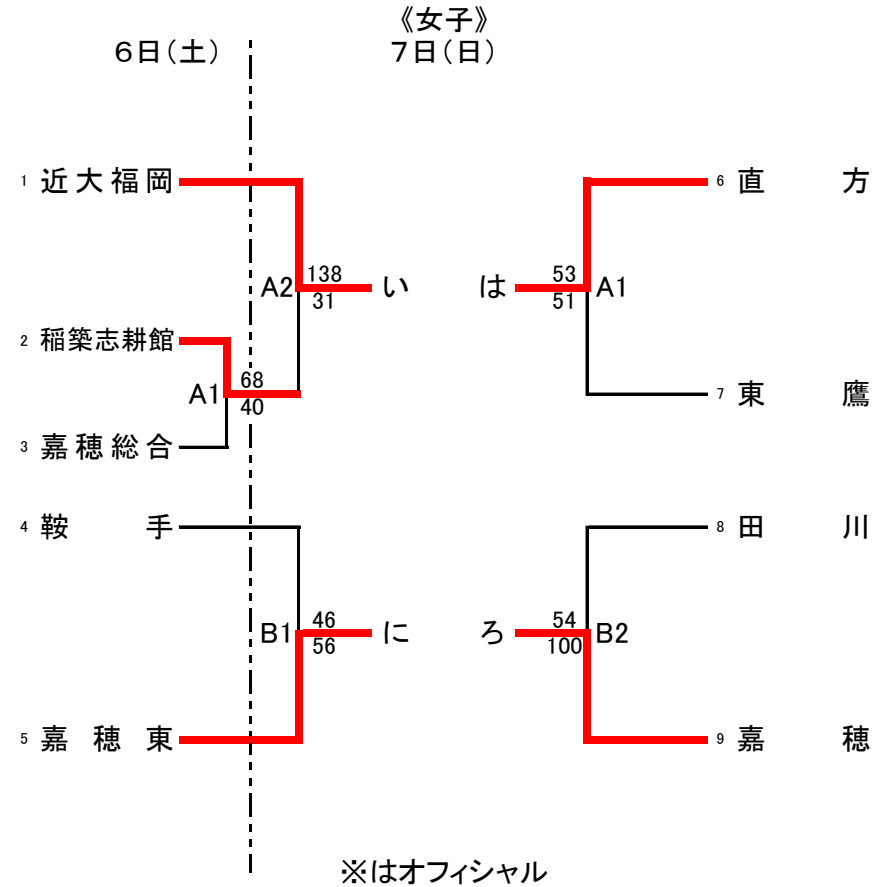 《女子》
６日（土）
７日（日）
1 近大福岡
6 直方
A2 138 い
31
は 53 A1
51
2 稲築志耕館
A1 68
40
7 東鷹
3 嘉穂総合
4 鞍手
8 田川
B1 46 に
56
ろ 54 B2
100
5 嘉穂東
9 嘉穂
※はオフィシャル